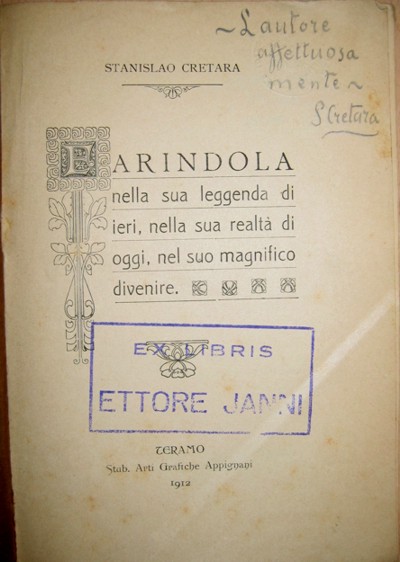 ~L'autore
affettuosa
mente~
SCretara
STANISLAO CRETARA
FARINDOLA
nella sua leggenda di
ieri, nella sua realtà di
oggi, nel suo magnifico
divenire.
EX LIBRIS
ETTORE JANNI
TERAMO
Stab. Arti Grafiche Appignani
1912